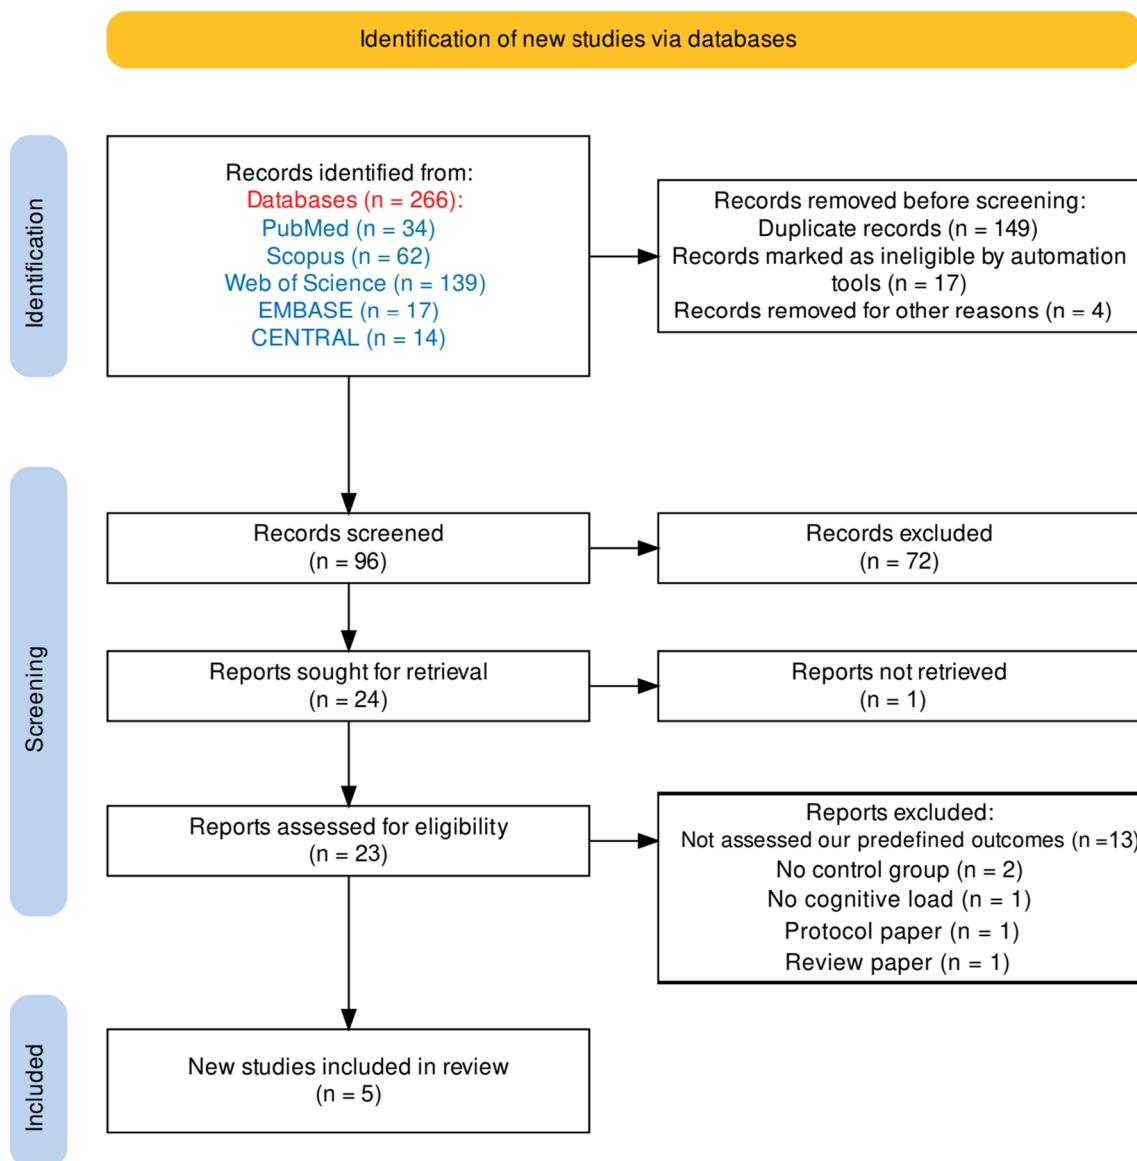 Identification of new studies via databases
Identification
Records identified from:
Databases (n = 266):
PubMed (n = 34)
Scopus (n = 62)
Web of Science (n = 139)
EMBASE (n = 17)
CENTRAL (n = 14)
Records removed before screening:
Duplicate records (n = 149)
Records marked as ineligible by automation
tools (n = 17)
Records removed for other reasons (n = 4)
Screening
Records screened
(n = 96)
Records excluded
(n = 72)
Reports sought for retrieval
(n = 24)
Reports not retrieved
(n = 1)
Reports assessed for eligibility
(n = 23)
Reports excluded:
Not assessed our predefined outcomes (n =13)
No control group (n = 2)
No cognitive load (n = 1)
Protocol paper (n = 1)
Review paper (n = 1)
Included
New studies included in review
(n = 5)